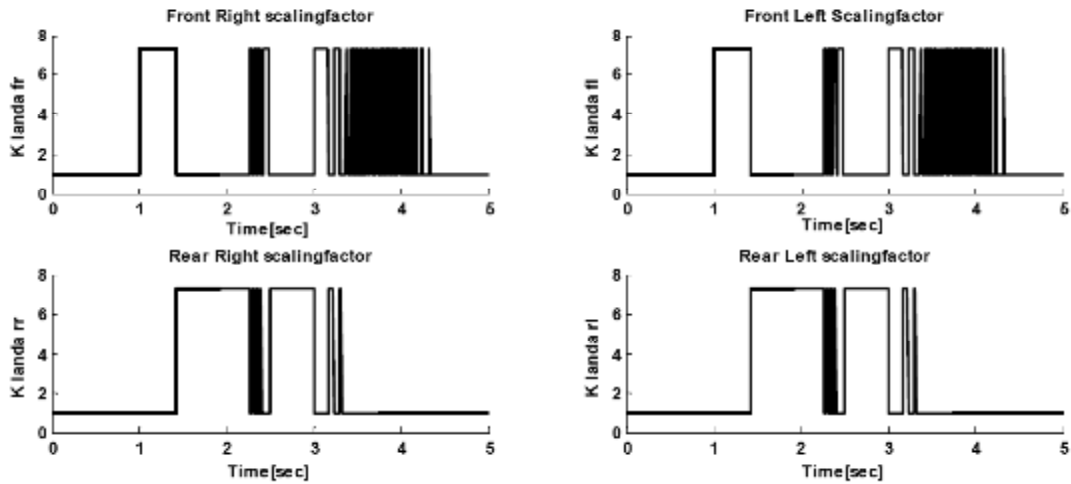 Front Right scalingfactor
K landa fr
8
6
4
2
0
0 1 2 3 4 5
Time[sec]
Front Left Scalingfactor
K landa fl
8
6
4
2
0
0 1 2 3 4 5
Time[sec]
Rear Right scalingfactor
K landa rr
8
6
4
2
0
0 1 2 3 4 5
Time[sec]
Rear Left scalingfactor
K landa rl
8
6
4
2
0
0 1 2 3 4 5
Time[sec]